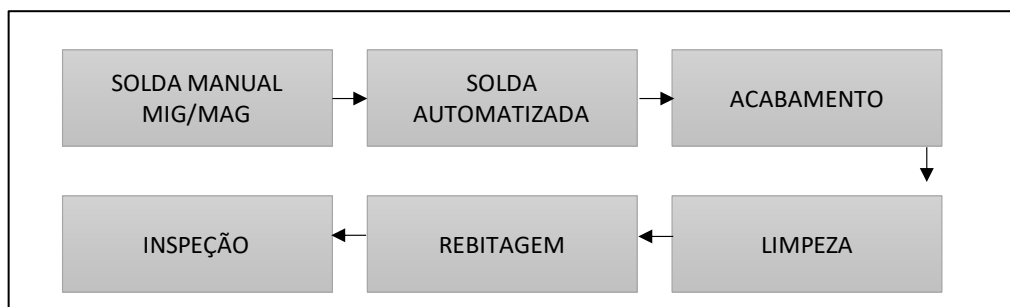 SOLDA MANUAL
MIG/MAG
SOLDA
AUTOMATIZADA
ACABAMENTO
INSPEÇÃO
REBITAGEM
LIMPEZA